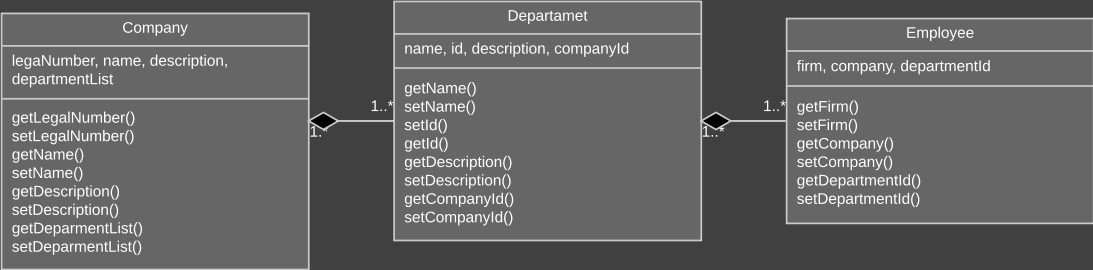 Company
legaNumber, name, description,
departmentList
getLegalNumber()
setLegalNumber()
getName()
setName()
getDescription()
setDescription()
getDeparmentList()
setDeparmentList()
1..*
1..*
Departamet
name, id, description, companyId
getName()
setName()
setId()
getId()
getDescription()
setDescription()
getCompanyId()
setCompanyId()
1..*
1..*
Employee
firm, company, departmentId
getFirm()
setFirm()
getCompany()
setCompany()
getDepartmentId()
setDepartmentId()